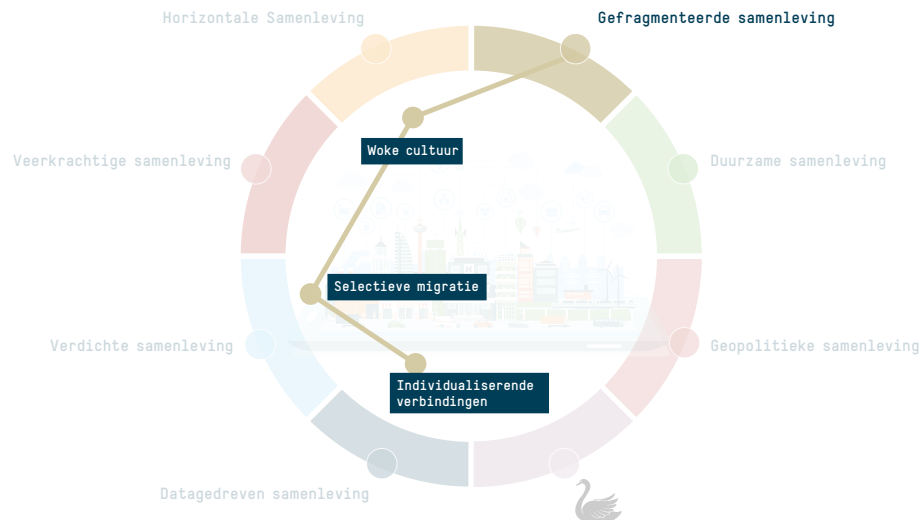 Horizontale Samenleving
Gefragmenteerde samenleving
Woke cultuur
Veerkrachtige samenleving
Duurzame samenleving
Selectieve migratie
Verdichte samenleving
Geopolitieke samenleving
Individualiserende
verbindingen
Datagedreven samenleving